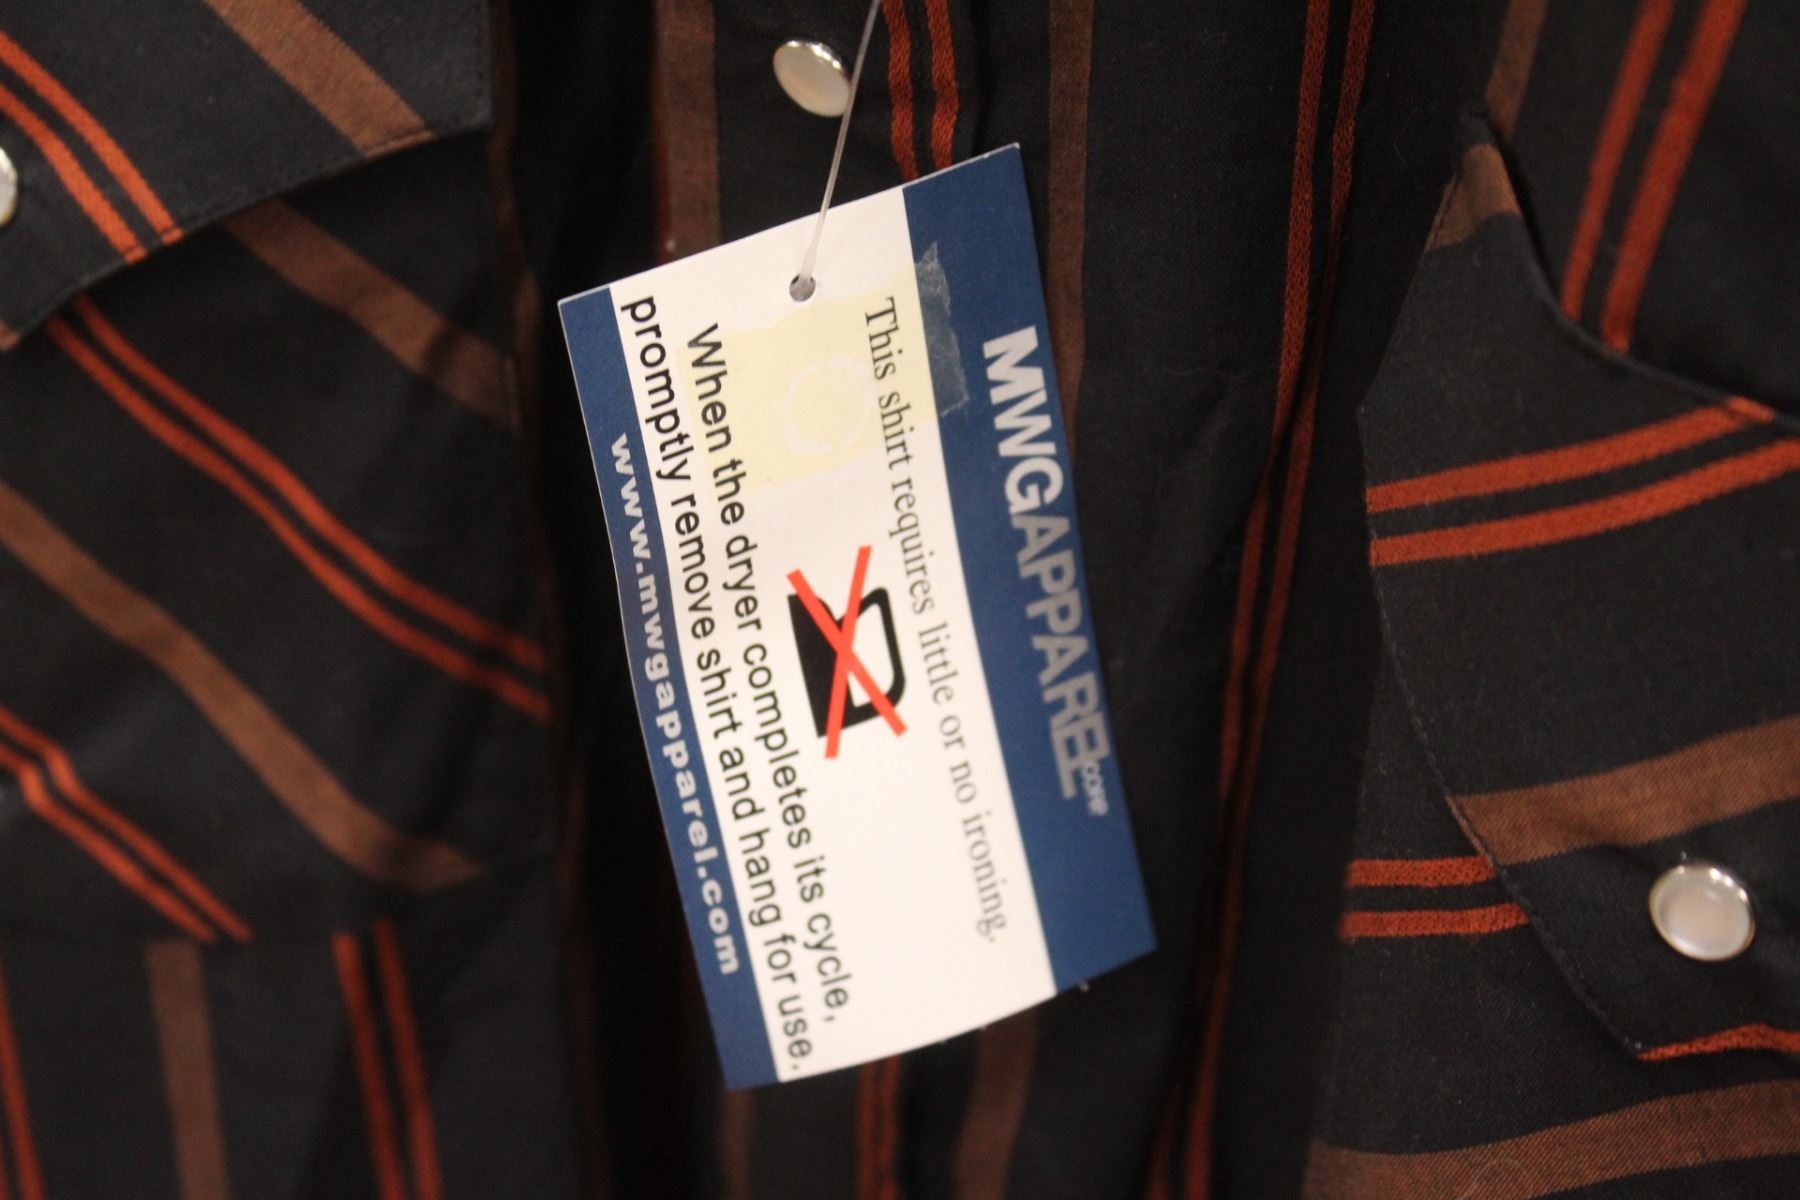 MWGAPPAREL.COM
This shirt requires little or no ironing.
When the dryer completes its cycle,
promptly remove shirt and hang for use.
www.mwgapparel.com